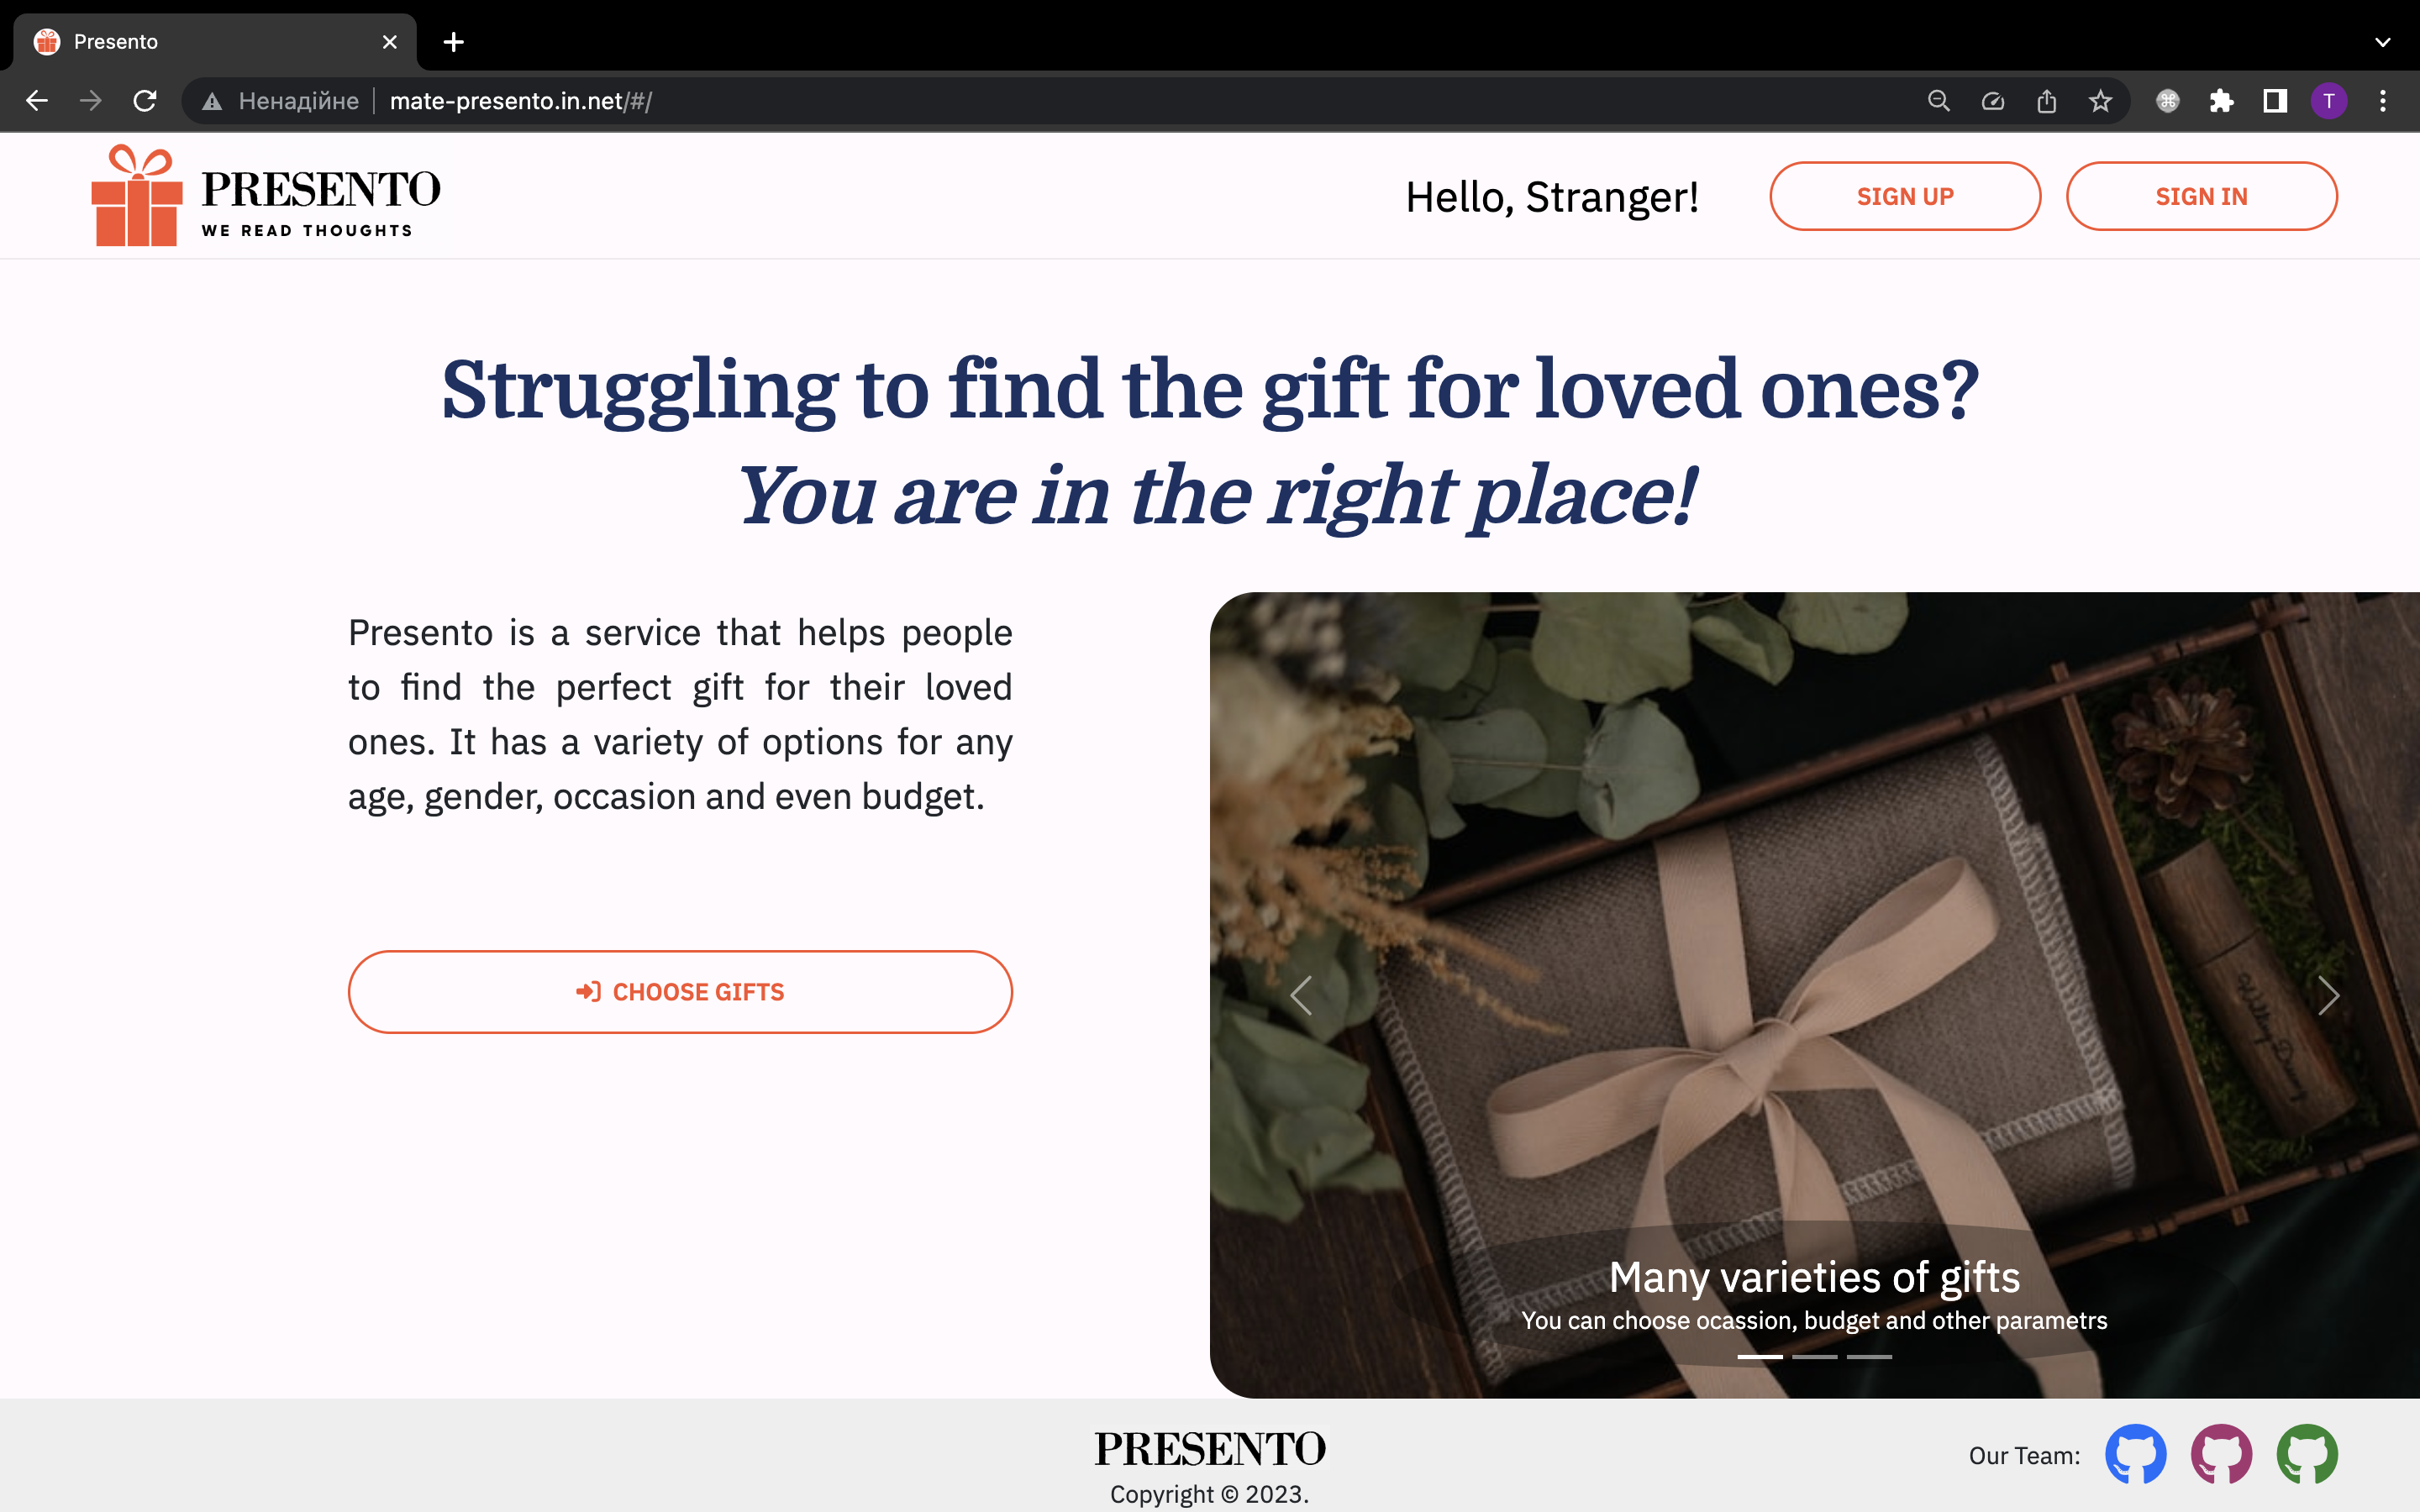 Presento
Ненадійне
mate-presento.in.net/#/
T
PRESENTO
WE READ THOUGHTS
Hello, Stranger!
SIGN UP
SIGN IN
Struggling to find the gift for loved ones?
You are in the right place!
Presento is a service that helps people
to find the perfect gift for their loved
ones. It has a variety of options for any
age, gender, occasion and even budget.
CHOOSE GIFTS
Many varieties of gifts
You can choose ocassion, budget and other parametrs
PRESENTO
Copyright © 2023.
Our Team: